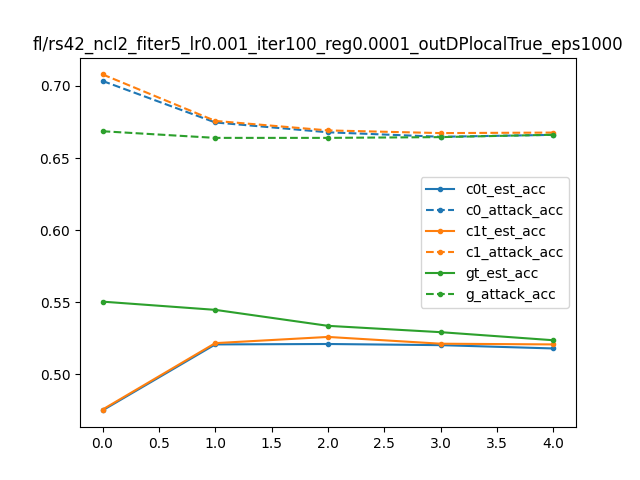 fl/rs42_ncl2_fiter5_lr0.001_iter100_reg0.0001_outDPlocalTrue_eps1000
0.70
0.65
0.60
0.55
0.50
c0t_est_acc
c0_attack_acc
c1t_est_acc
c1_attack_acc
gt_est_acc
g_attack_acc
0.0 0.5 1.0 1.5 2.0 2.5 3.0 3.5 4.0